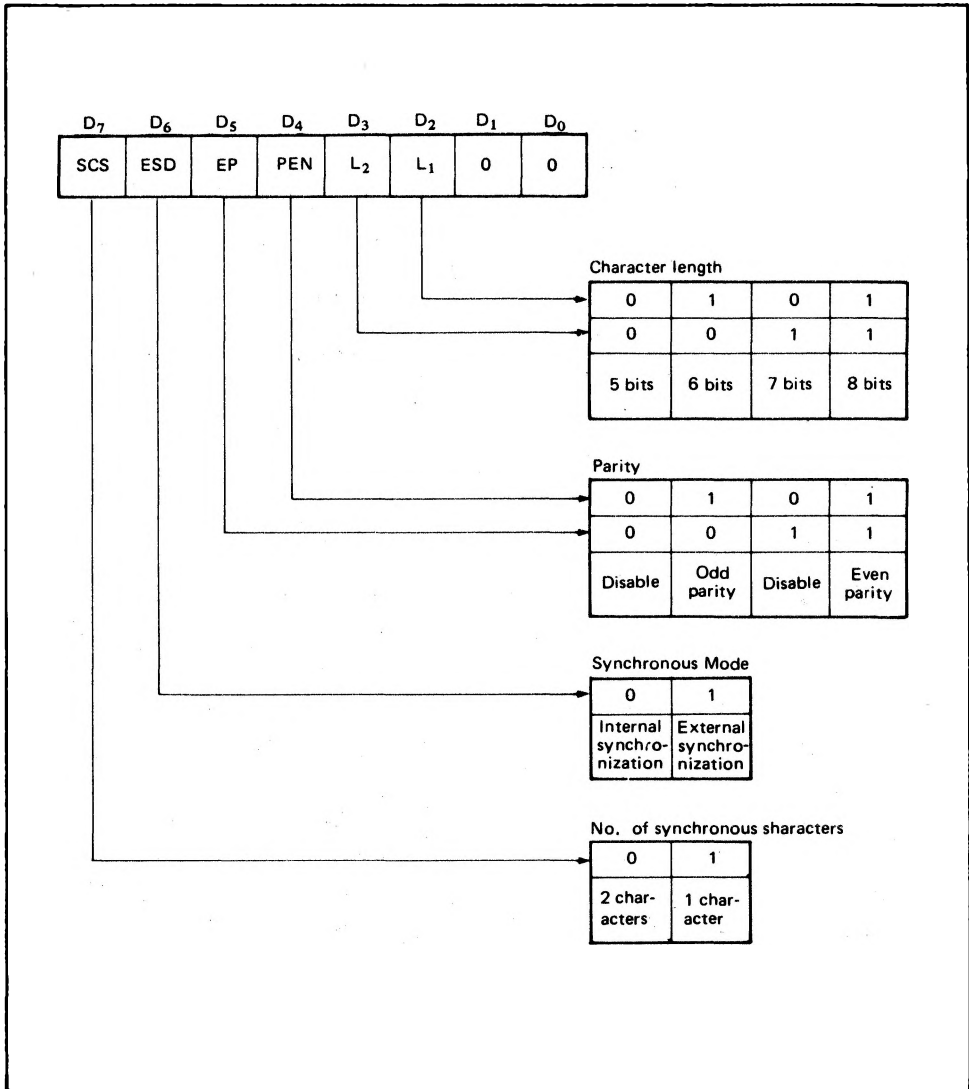 D7 D6 D5 D4 D3 D2 D1 D0
SCS ESD EP PEN L2 L1 0 0
Character length
0 1 0 1
0 0 1 1
5 bits 6 bits 7 bits 8 bits
Parity
0 1 0 1
0 0 1 1
Disable Odd parity Disable Even parity
Synchronous Mode
0 1
Internal synchro-nization External synchro-nization
No. of synchronous sharacters
0 1
2 char-acters 1 char-acter